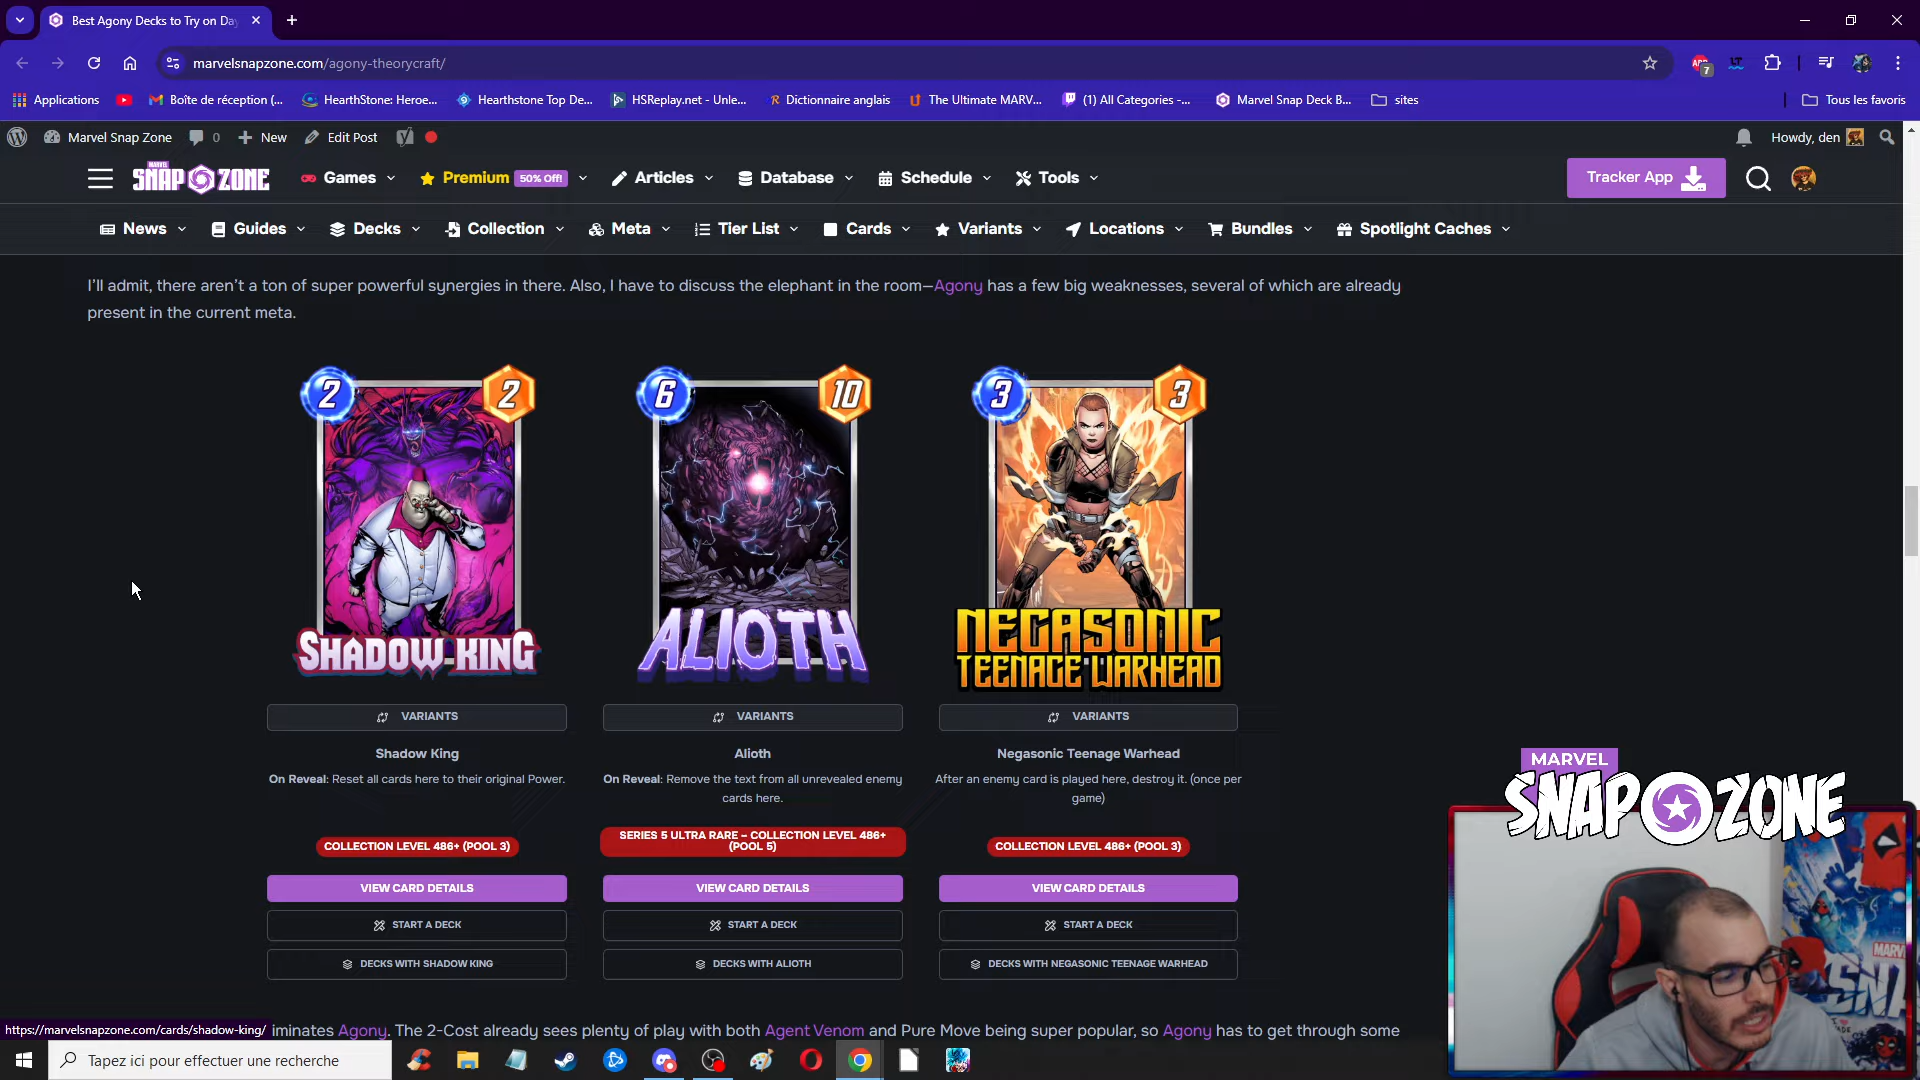 Best Agony Decks to Try on Da
marvelsnapzone.com/agony-theorycraft/
7
Applications
Boîte de réception (...
HearthStone: Heroe...
Hearthstone Top De...
HSReplay.net - Unle...
Dictionnaire anglais
The Ultimate MARV...
(1) All Categories -...
Marvel Snap Deck B...
sites
Tous les favoris
Marvel Snap Zone
0
New
Edit Post
Howdy, den
MARVEL
SNAP ZONE
Games
Premium 50% Off!
Articles
Database
Schedule
Tools
Tracker App
News
Guides
Decks
Collection
Meta
Tier List
Cards
Variants
Locations
Bundles
Spotlight Caches
I'll admit, there aren't a ton of super powerful synergies in there. Also, I have to discuss the elephant in the room—Agony has a few big weaknesses, several of which are already
present in the current meta.
2 2 6 10 3 3
SHADOW KING
ALIOTH
NEGASONIC
TEENAGE WARHEAD
VARIANTS
VARIANTS
VARIANTS
Shadow King
Alioth
Negasonic Teenage Warhead
On Reveal: Reset all cards here to their original Power.
On Reveal: Remove the text from all unrevealed enemy
cards here.
After an enemy card is played here, destroy it. (once per
game)
COLLECTION LEVEL 486+ (POOL 3)
SERIES 5 ULTRA RARE – COLLECTION LEVEL 486+
(POOL 5)
COLLECTION LEVEL 486+ (POOL 3)
VIEW CARD DETAILS
VIEW CARD DETAILS
VIEW CARD DETAILS
START A DECK
START A DECK
START A DECK
DECKS WITH SHADOW KING
DECKS WITH ALIOTH
DECKS WITH NEGASONIC TEENAGE WARHEAD
MARVEL
SNAP ZONE
https://marvelsnapzone.com/cards/shadow-king/
iminates Agony. The 2-Cost already sees plenty of play with both Agent Venom and Pure Move being super popular, so Agony has to get through some
Tapez ici pour effectuer une recherche